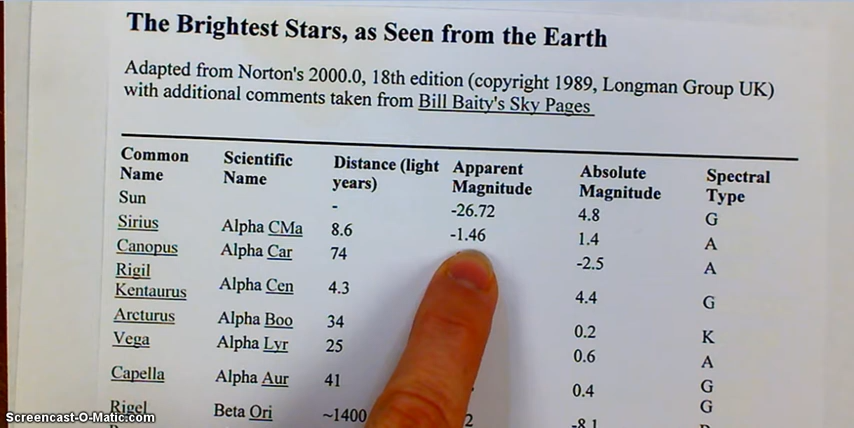 The Brightest Stars, as Seen from the Earth
Adapted from Norton's 2000.0, 18th edition (copyright 1989, Longman Group UK)
with additional comments taken from Bill Baity's Sky Pages
Common Name Scientific Name Distance (light years) Apparent Magnitude Absolute Magnitude Spectral Type
Sun - -26.72 4.8 G
Sirius Alpha CMa 8.6 -1.46 1.4 A
Canopus Alpha Car 74 -2.5 A
Rigil Kentaurus Alpha Cen 4.3 4.4 G
Arcturus Alpha Boo 34 0.2 K
Vega Alpha Lyr 25 0.6 A
Capella Alpha Aur 41 0.4 G
Rigel Beta Ori ~1400 2 -8.1 G
Screencast-O-Matic.com